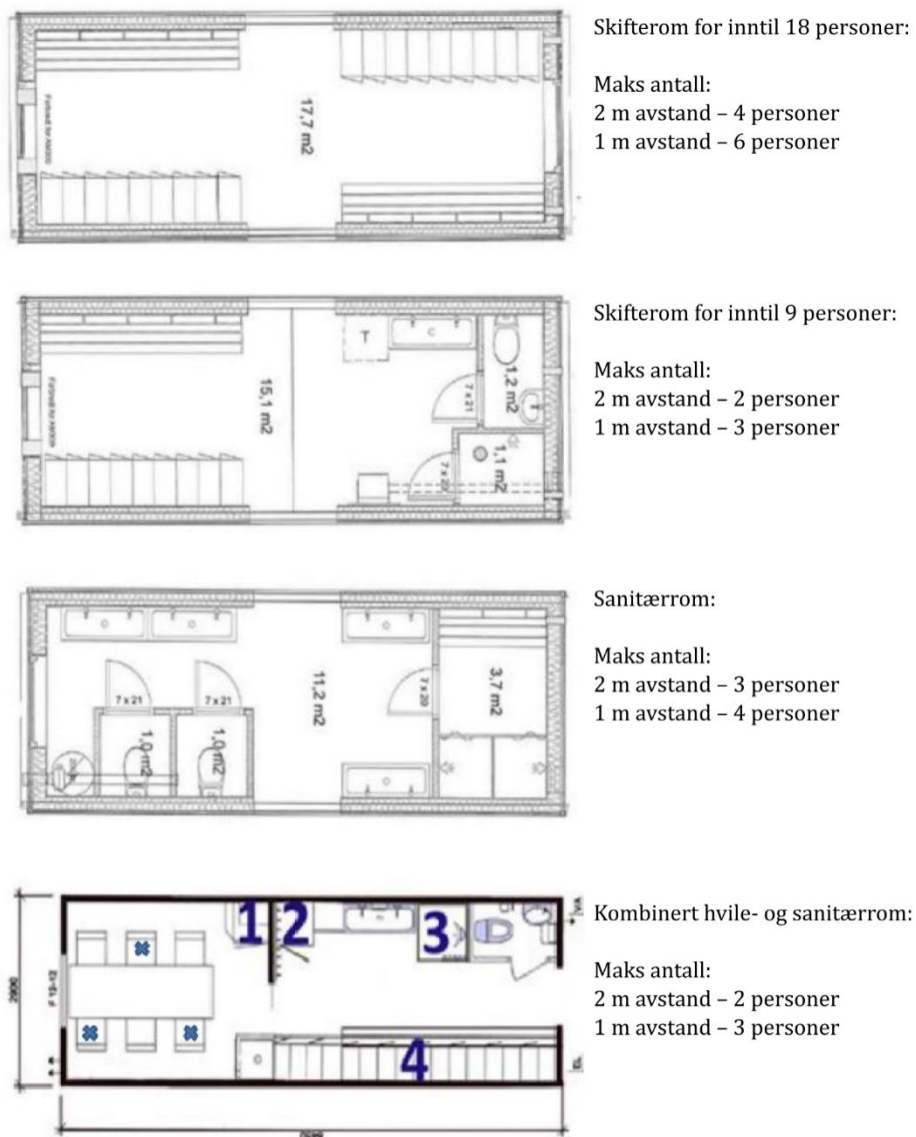 Skifterom for inntil 18 personer:
Maks antall:
2 m avstand – 4 personer
1 m avstand – 6 personer
17,7 m2
Skifterom for inntil 9 personer:
Maks antall:
2 m avstand – 2 personer
1 m avstand – 3 personer
T
15,1 m2
1,2 m2
7 x 21
1,1 m2
7 x 20
Sanitærrom:
Maks antall:
2 m avstand – 3 personer
1 m avstand – 4 personer
11,2 m2
3,7 m2
7 x 21
7 x 21
7 x 20
1,0 m2
1,0 m2
Kombinert hvile- og sanitærrom:
Maks antall:
2 m avstand – 2 personer
1 m avstand – 3 personer
1
2
3
4